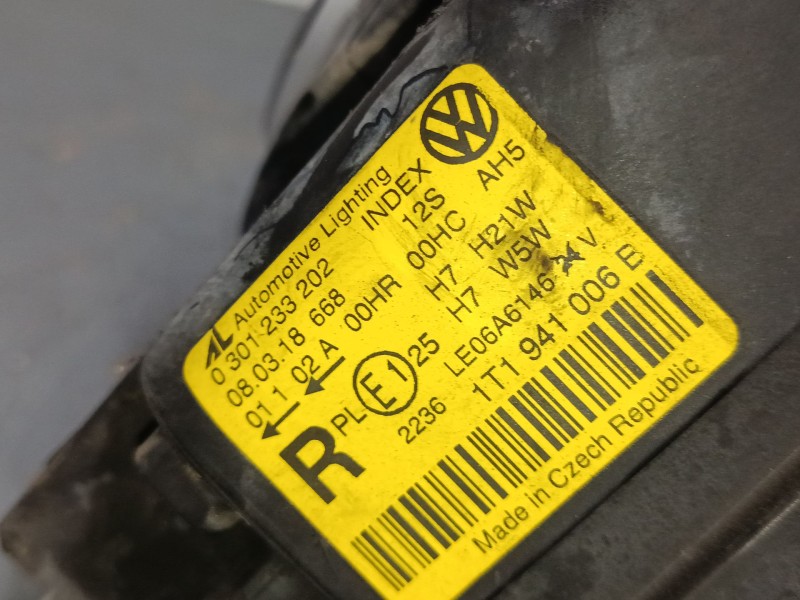 AL Automotive Lighting
0 301 233 202 INDEX
08.03.18 668 12S AH5
01 1 02 A 00HR 00HC
H7 H21W
H7 W5W
R PL E1 25 LE06A6146 24 V
2236 1T1 941 006 E
Made in Czech Republic